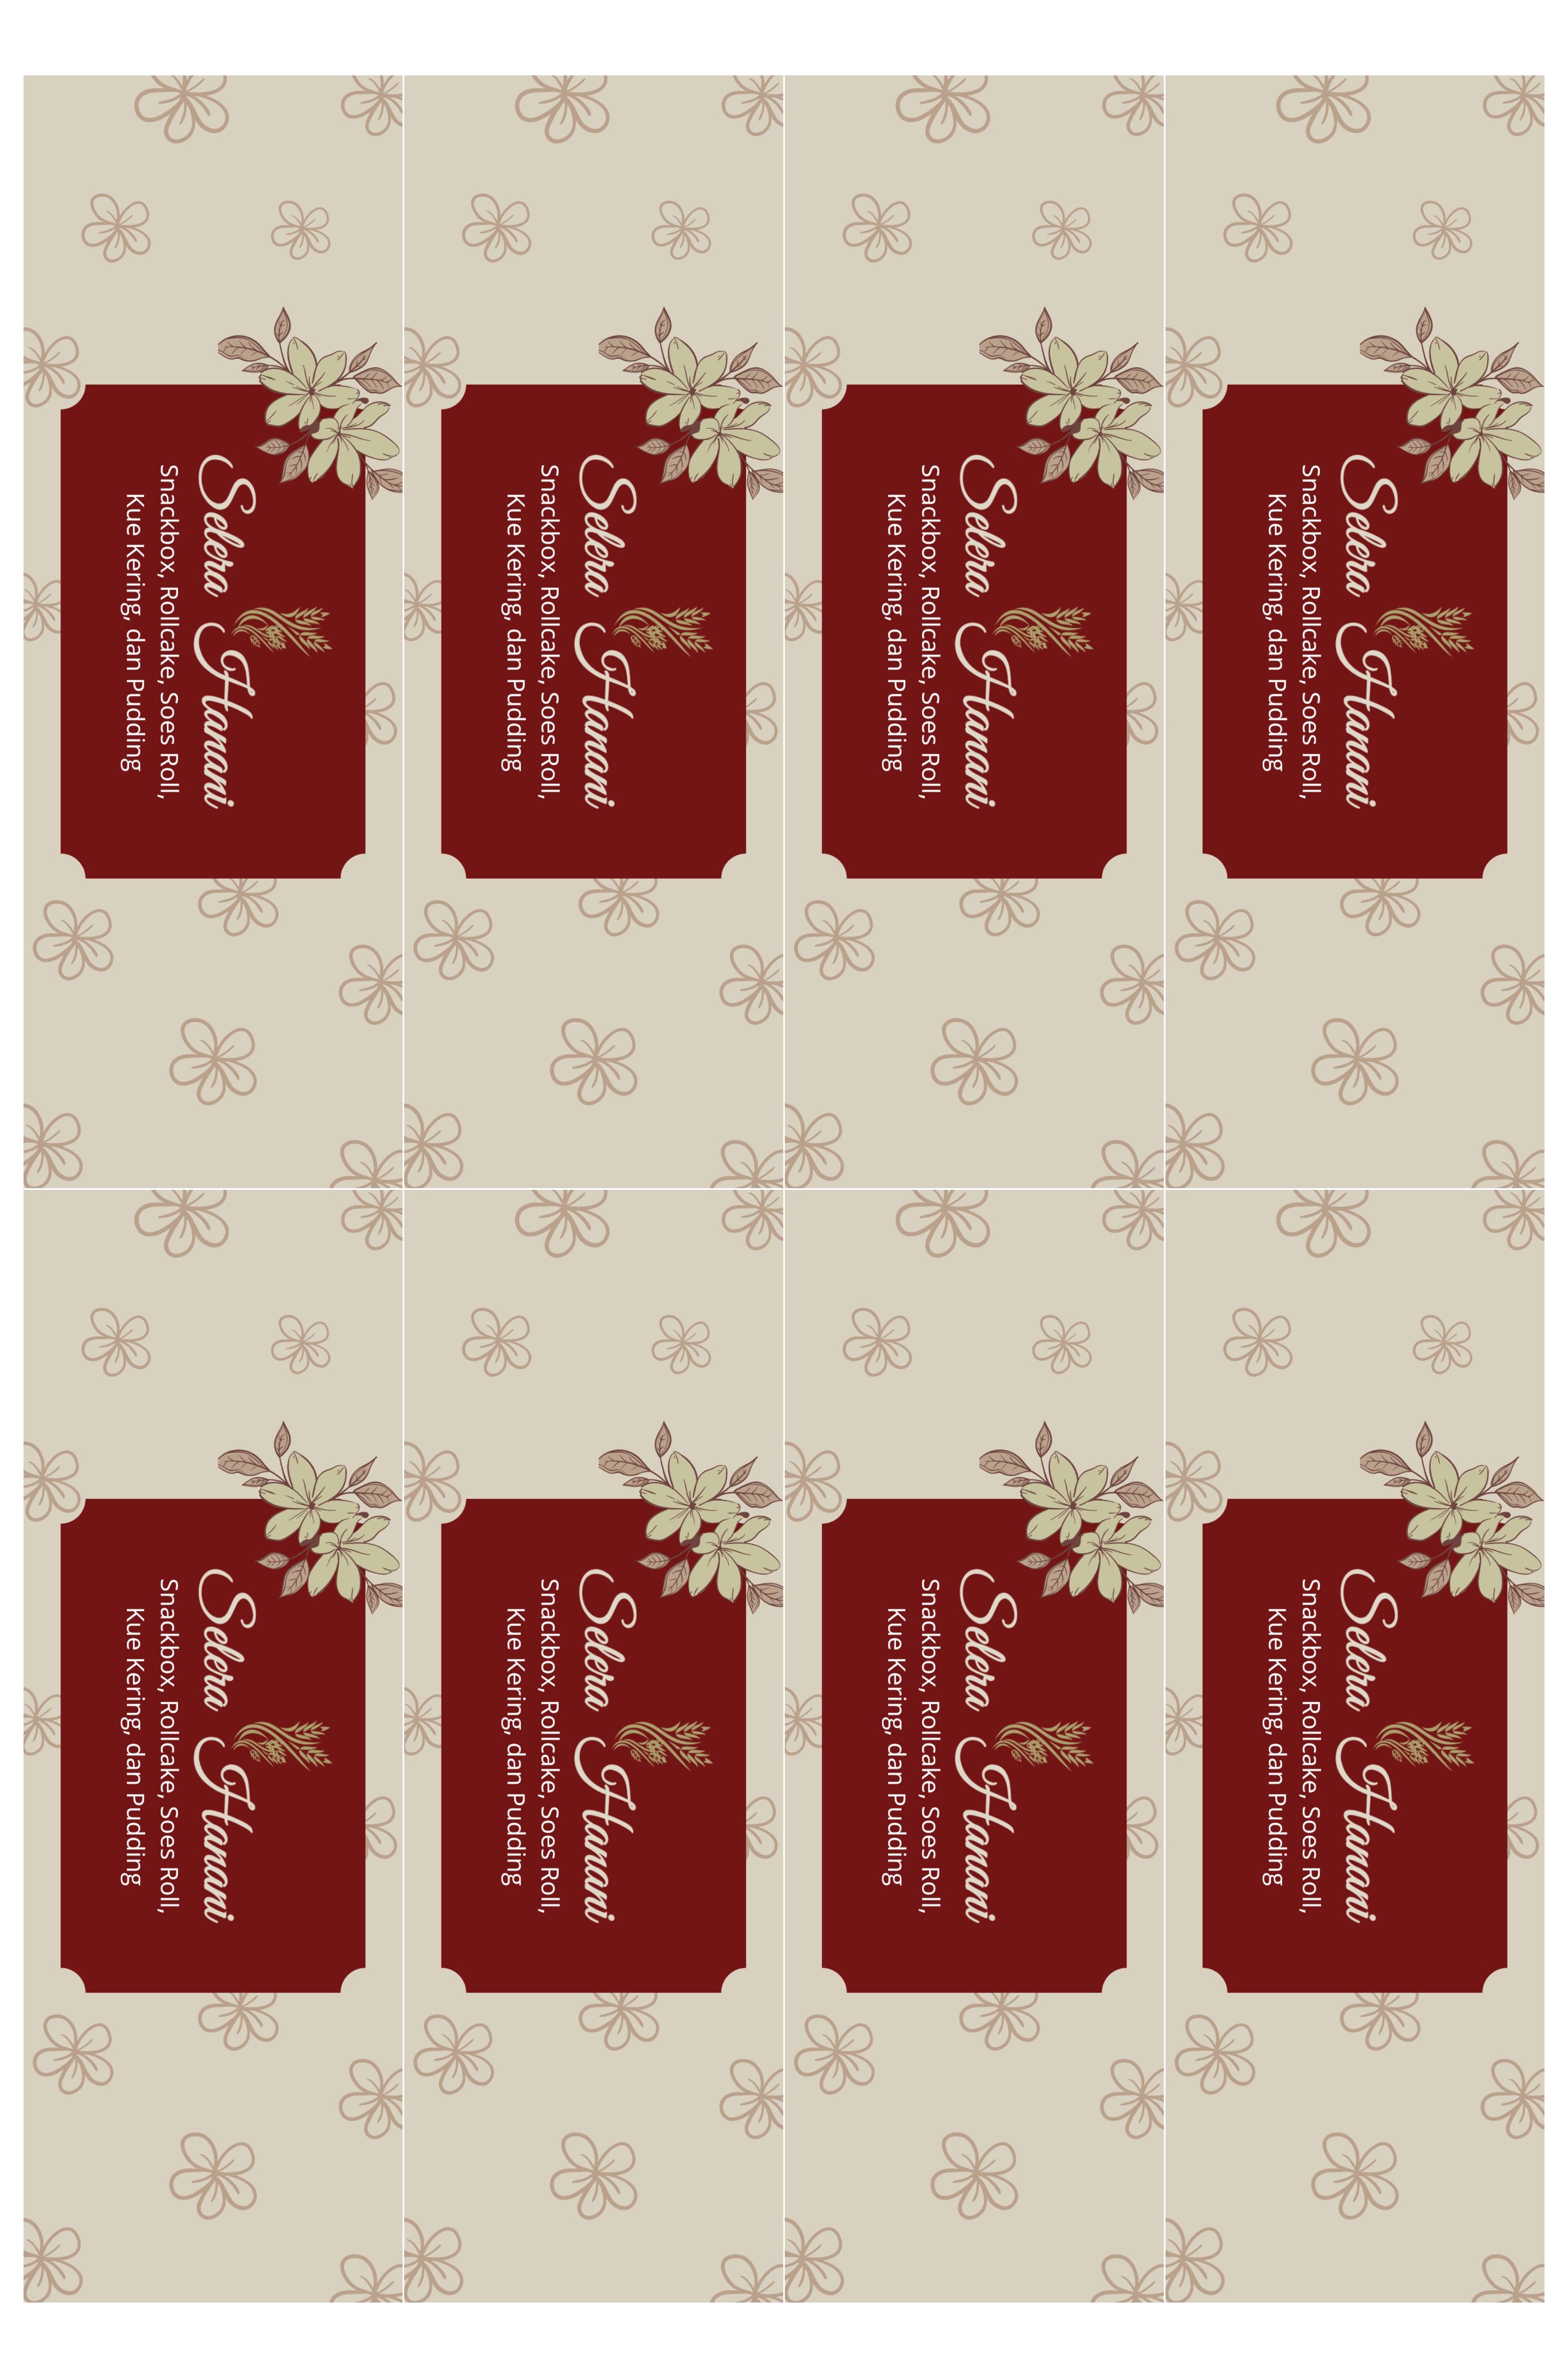 Selera Hanani
Snackbox, Rollcake, Soes Roll,
Kue Kering, dan Pudding
Selera Hanani
Snackbox, Rollcake, Soes Roll,
Kue Kering, dan Pudding
Selera Hanani
Snackbox, Rollcake, Soes Roll,
Kue Kering, dan Pudding
Selera Hanani
Snackbox, Rollcake, Soes Roll,
Kue Kering, dan Pudding
Selera Hanani
Snackbox, Rollcake, Soes Roll,
Kue Kering, dan Pudding
Selera Hanani
Snackbox, Rollcake, Soes Roll,
Kue Kering, dan Pudding
Selera Hanani
Snackbox, Rollcake, Soes Roll,
Kue Kering, dan Pudding
Selera Hanani
Snackbox, Rollcake, Soes Roll,
Kue Kering, dan Pudding